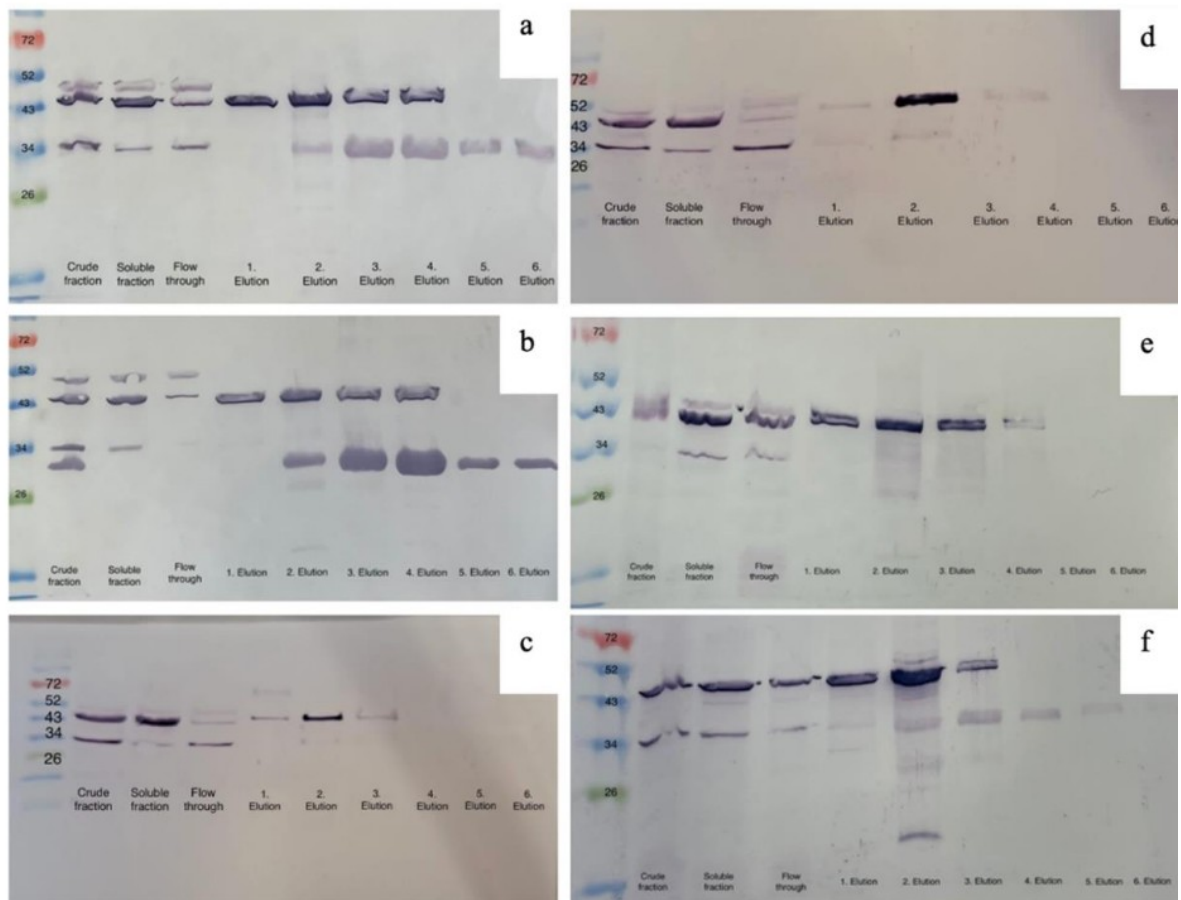 a
72
52
43
34
26
Crude fraction
Soluble fraction
Flow through
1. Elution
2. Elution
3. Elution
4. Elution
5. Elution
6. Elution
b
72
52
43
34
26
Crude fraction
Soluble fraction
Flow through
1. Elution
2. Elution
3. Elution
4. Elution
5. Elution
6. Elution
c
72
52
43
34
26
Crude fraction
Soluble fraction
Flow through
1. Elution
2. Elution
3. Elution
4. Elution
5. Elution
6. Elution
d
72
52
43
34
26
Crude fraction
Soluble fraction
Flow through
1. Elution
2. Elution
3. Elution
4. Elution
5. Elution
6. Elution
e
72
52
43
34
26
Crude fraction
Soluble fraction
Flow through
1. Elution
2. Elution
3. Elution
4. Elution
5. Elution
6. Elution
f
72
52
43
34
26
Crude fraction
Soluble fraction
Flow through
1. Elution
2. Elution
3. Elution
4. Elution
5. Elution
6. Elution